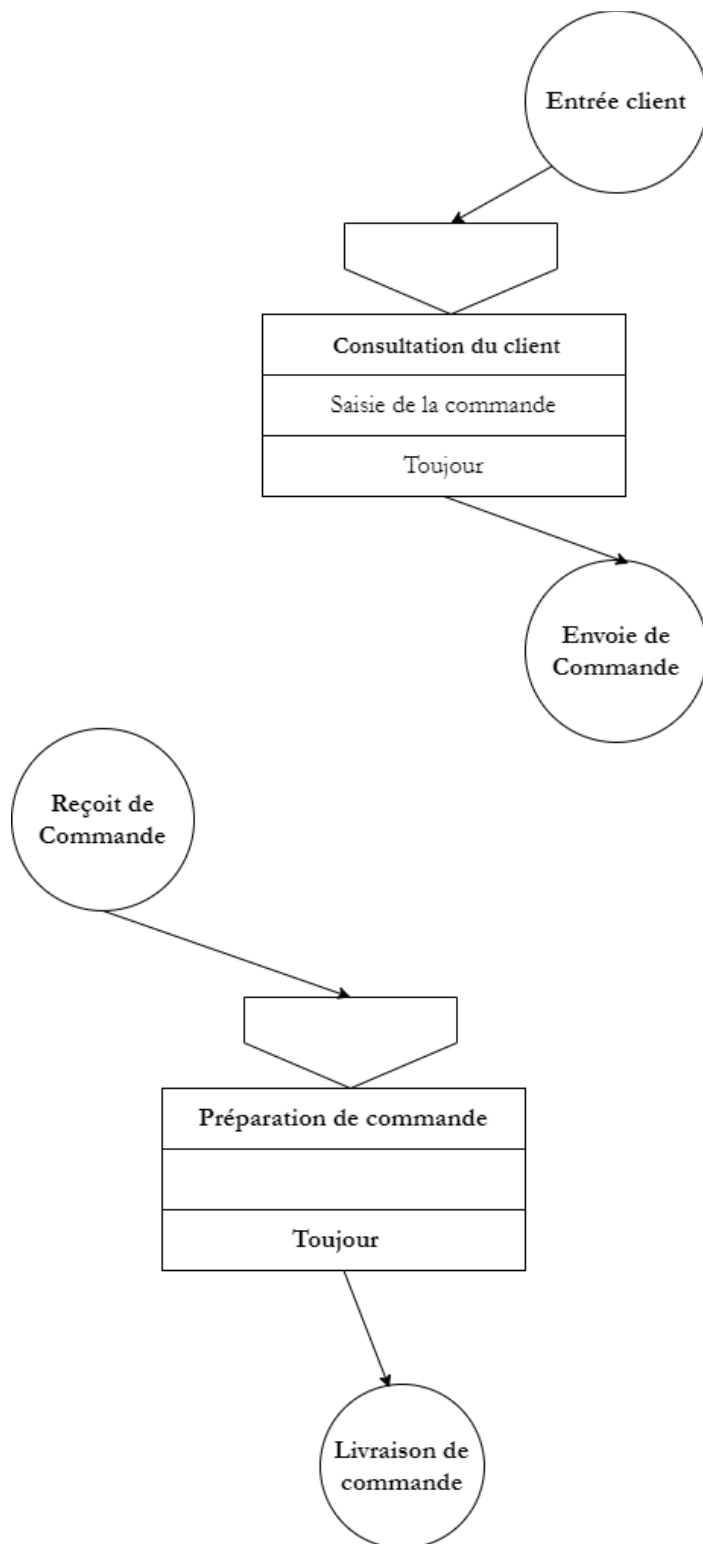 Entrée client
Consultation du client
Saisie de la commande
Toujour
Envoie de
Commande
Reçoit de
Commande
Préparation de commande
Toujour
Livraison de
commande